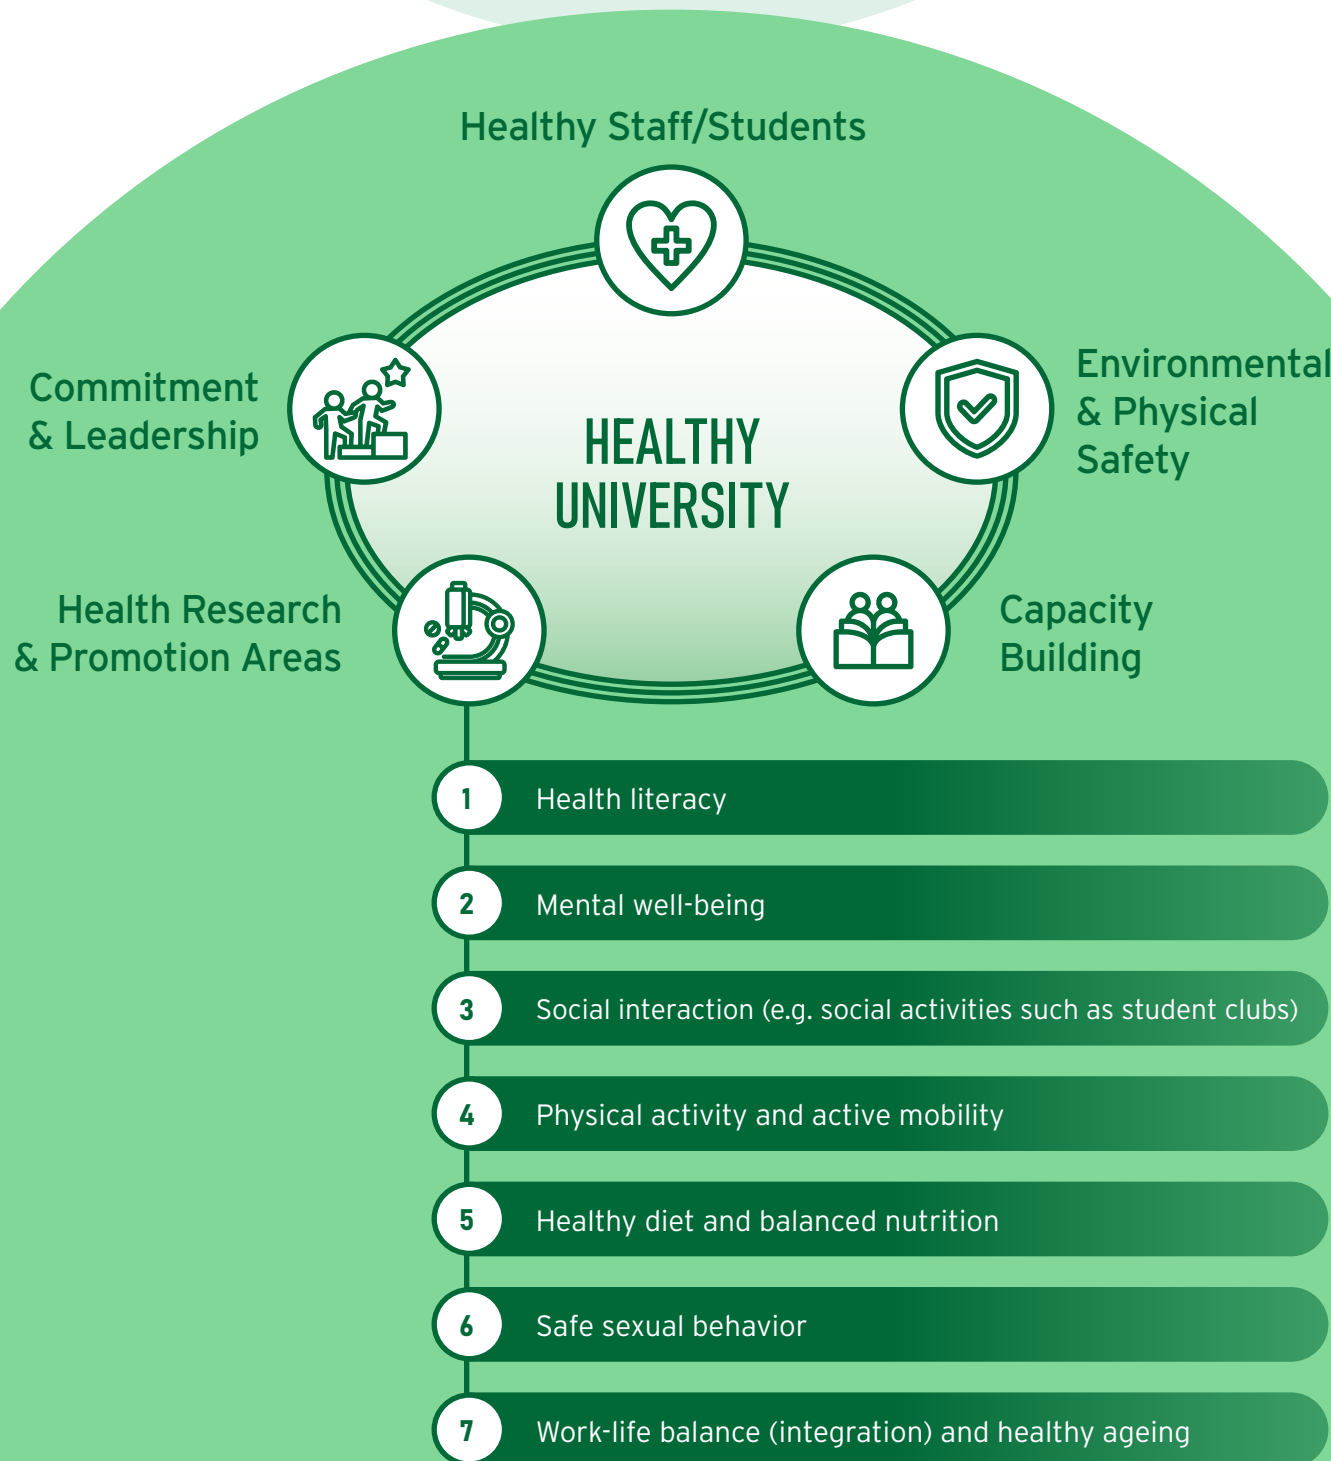 Healthy Staff/Students
Commitment
& Leadership
HEALTHY
UNIVERSITY
Environmental
& Physical
Safety
Health Research
& Promotion Areas
Capacity
Building
1 Health literacy
2 Mental well-being
3 Social interaction (e.g. social activities such as student clubs)
4 Physical activity and active mobility
5 Healthy diet and balanced nutrition
6 Safe sexual behavior
7 Work-life balance (integration) and healthy ageing